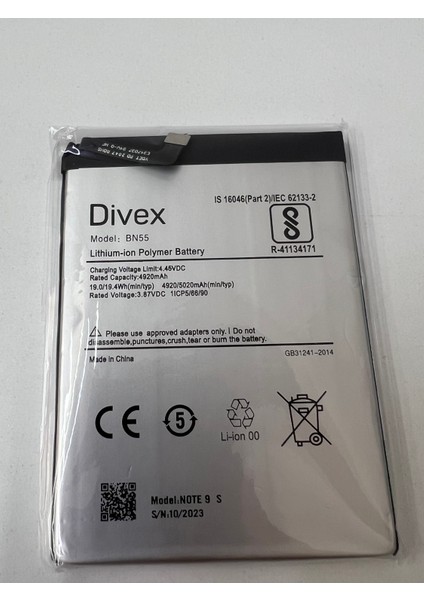 IS 16046(Part 2)/IEC 62133-2
Divex
Model: BN55
R-41134171
Lithium-ion Polymer Battery
Charging Voltage Limit:4.45VDC
Rated Capacity:4920mAh
19.0/19.4Wh(min/typ) 4920/5020mAh(min/typ)
Rated Voltage:3.87VDC 1ICP5/66/90
Please use approved adapters only. I Do not
disassemble,punctures,crush,tear or burn the battery.
Made in China
GB31241-2014
CE
5
Li-ion 00
Model:NOTE 9 S
S/N:10/2023